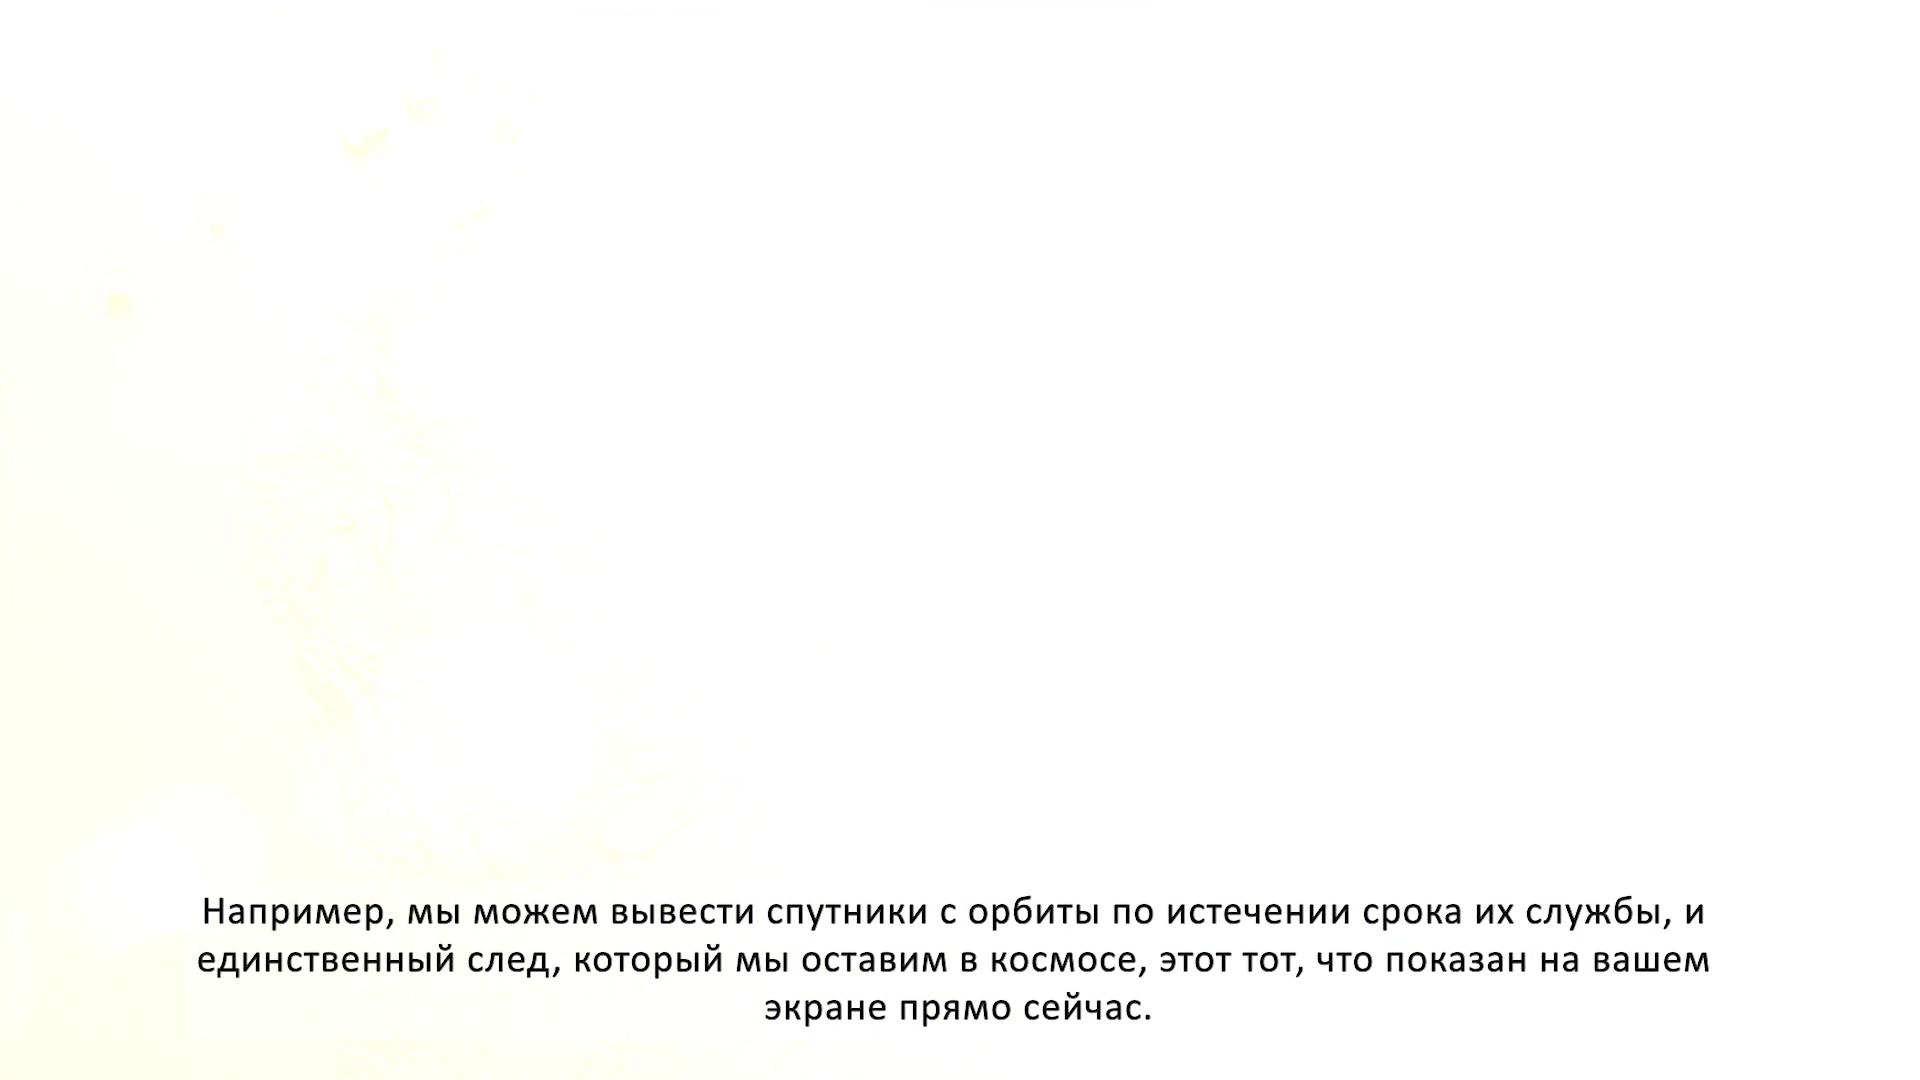 Например, мы можем вывести спутники с орбиты по истечении срока их службы, и
единственный след, который мы оставим в космосе, этот тот, что показан на вашем
экране прямо сейчас.